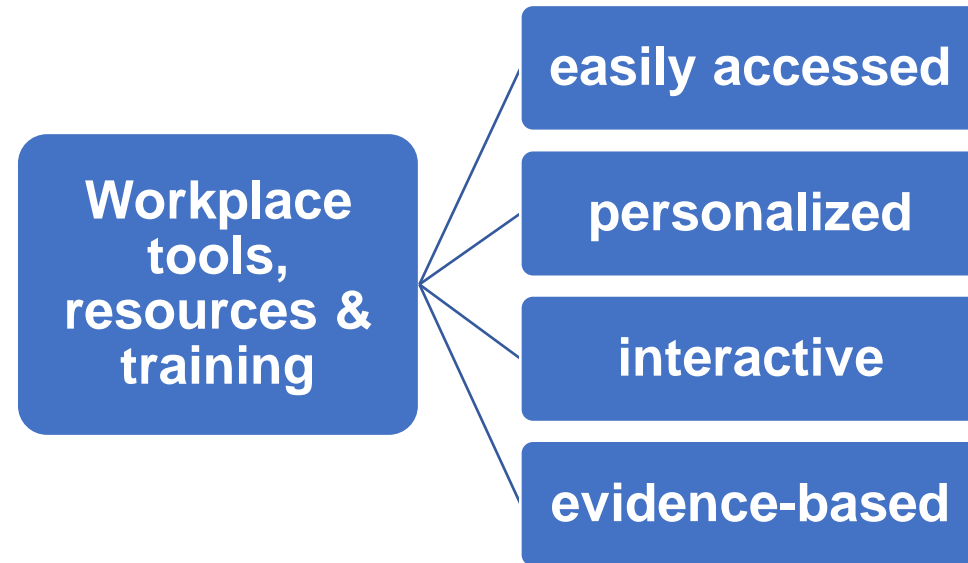 Workplace
tools,
resources &
training
easily accessed
personalized
interactive
evidence-based